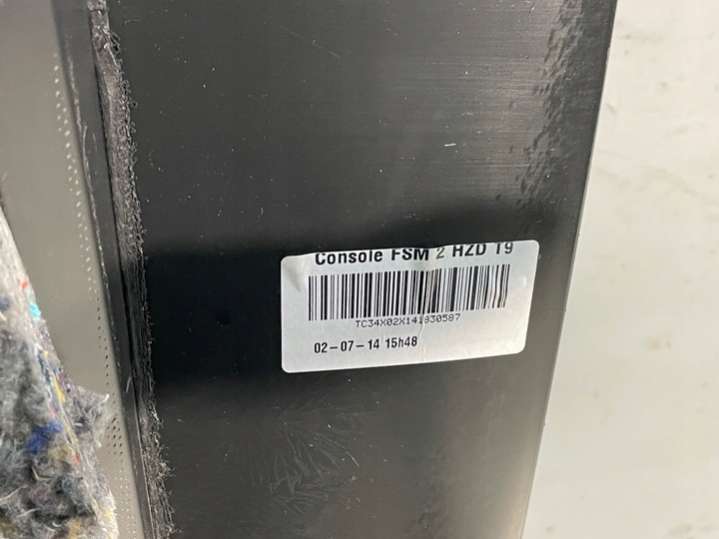 Console FSM 2 HZD T9
TC34X02X141930587
02-07-14 15h48